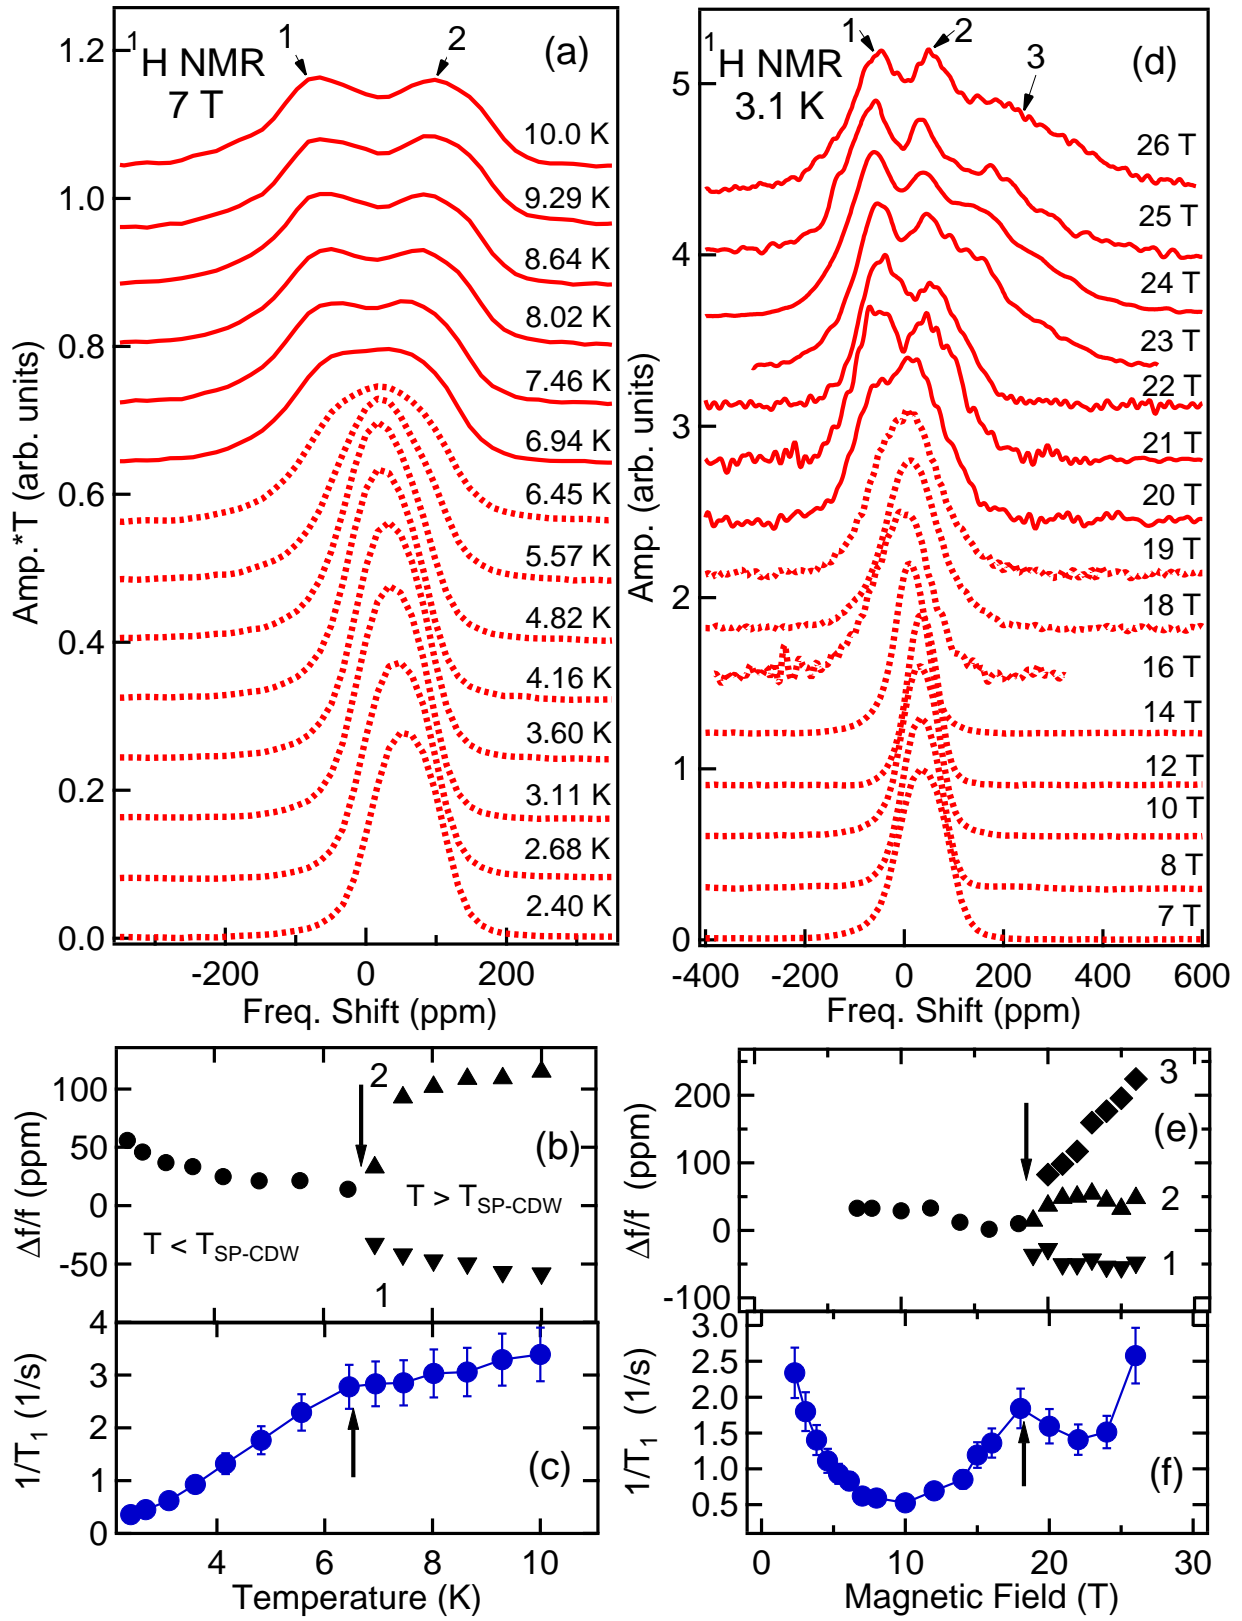 1 2 (a)
1H NMR
7 T
1.2
1.0
0.8
0.6
0.4
0.2
0.0
Amp.*T (arb. units)
10.0 K
9.29 K
8.64 K
8.02 K
7.46 K
6.94 K
6.45 K
5.57 K
4.82 K
4.16 K
3.60 K
3.11 K
2.68 K
2.40 K
-200 0 200
Freq. Shift (ppm)
1 2 3 (d)
1H NMR
3.1 K
5
4
3
2
1
0
Amp. (arb. units)
26 T
25 T
24 T
23 T
22 T
21 T
20 T
19 T
18 T
16 T
14 T
12 T
10 T
8 T
7 T
-400 -200 0 200 400 600
Freq. Shift (ppm)
100
50
0
-50
Δf/f (ppm)
2
(b)
T > TSP-CDW
T < TSP-CDW
1
4
3
2
1
0
1/T1 (1/s)
(c)
4 6 8 10
Temperature (K)
200
100
0
-100
Δf/f (ppm)
3
(e)
2
1
3.0
2.5
2.0
1.5
1.0
0.5
1/T1 (1/s)
(f)
0 10 20 30
Magnetic Field (T)